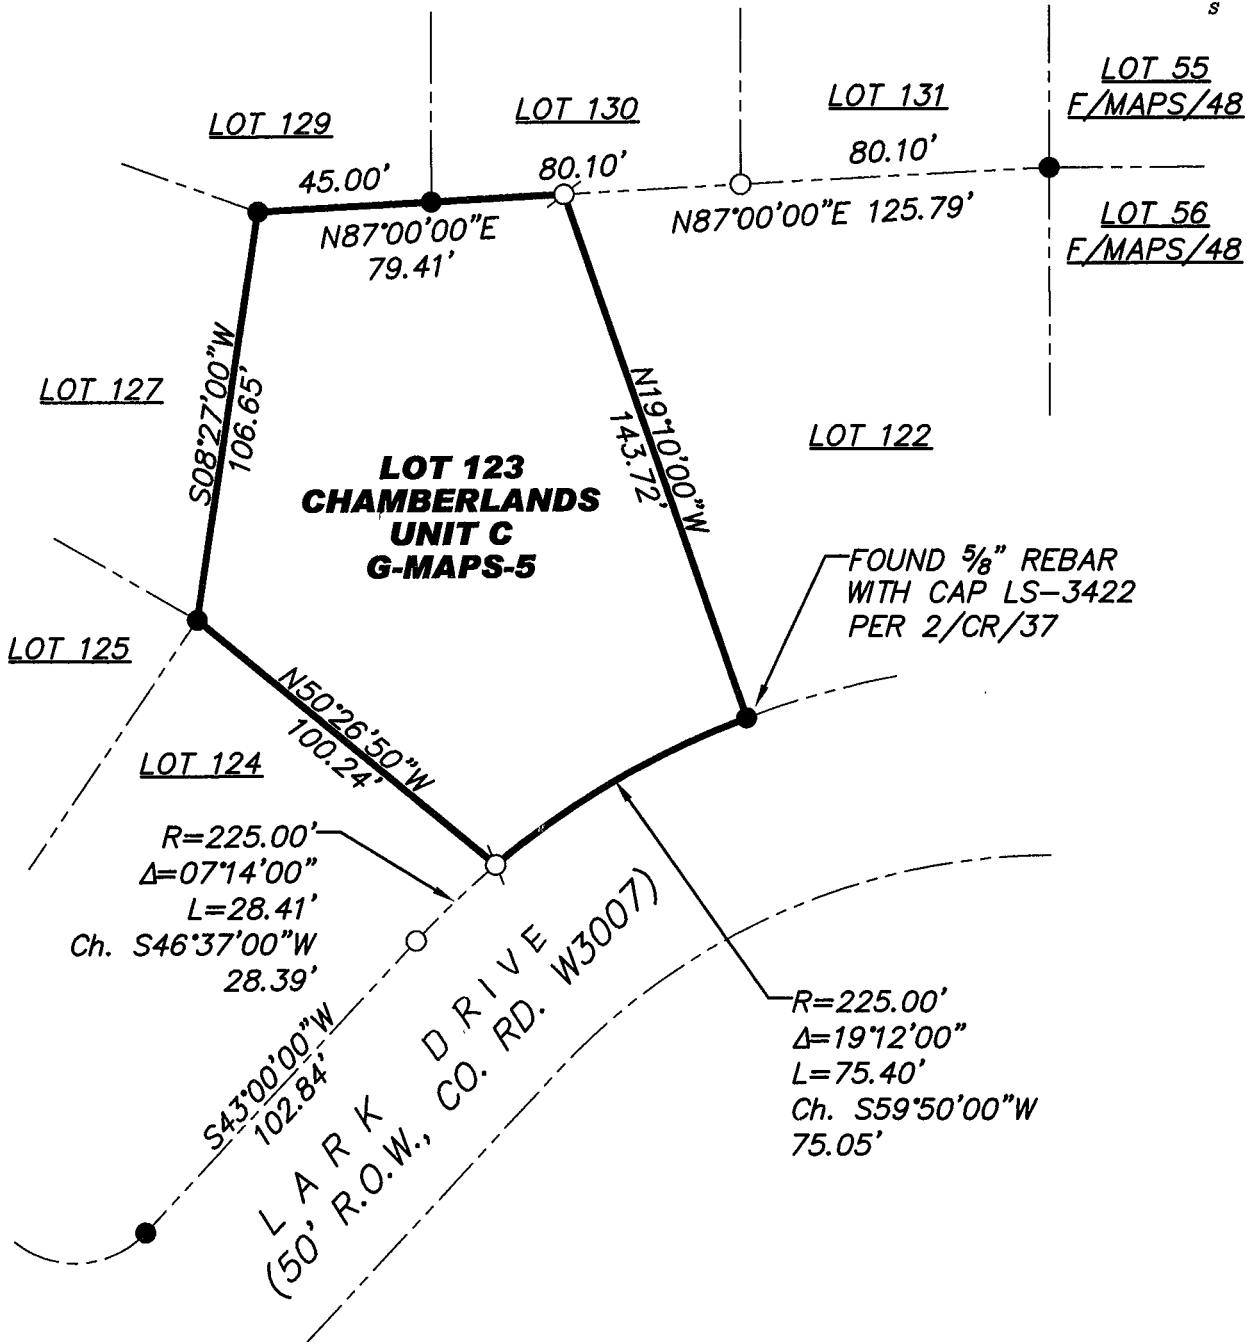 s
LOT 55
F/MAPS/48
LOT 131
LOT 130
LOT 129
80.10'
80.10'
45.00'
N87°00'00"E
79.41'
N87°00'00"E 125.79'
LOT 56
F/MAPS/48
S08°27'00"W
106.65'
LOT 127
N19°10'00"W
143.72'
LOT 122
LOT 123
CHAMBERLANDS
UNIT C
G-MAPS-5
FOUND 5/8" REBAR
WITH CAP LS-3422
PER 2/CR/37
LOT 125
N50°26'50"W
100.24'
LOT 124
R=225.00'
Δ=07°14'00"
L=28.41'
Ch. S46°37'00"W
28.39'
S43°00'00"W
102.84'
LARK DRIVE
(50' R.O.W., CO. RD. W3007)
R=225.00'
Δ=19°12'00"
L=75.40'
Ch. S59°50'00"W
75.05'